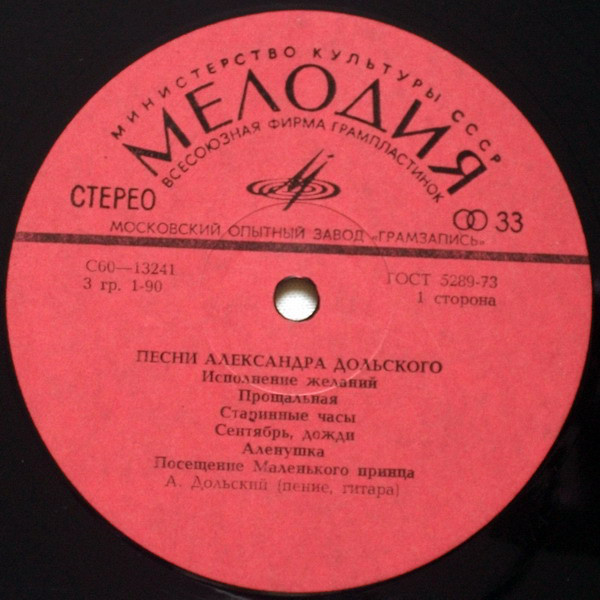 МИНИСТЕРСТВО КУЛЬТУРЫ СССР
МЕЛОДИЯ
ВСЕСОЮЗНАЯ ФИРМА ГРАМПЛАСТИНОК
СТЕРЕО
33
МОСКОВСКИЙ ОПЫТНЫЙ ЗАВОД «ГРАМЗАПИСЬ»
С60—13241
ГОСТ 5289-73
3 гр. 1-90
1 сторона
ПЕСНИ АЛЕКСАНДРА ДОЛЬСКОГО
Исполнение желаний
Прощальная
Старинные часы
Сентябрь, дожди
Аленушка
Посещение Маленького принца
А. Дольский (пение, гитара)